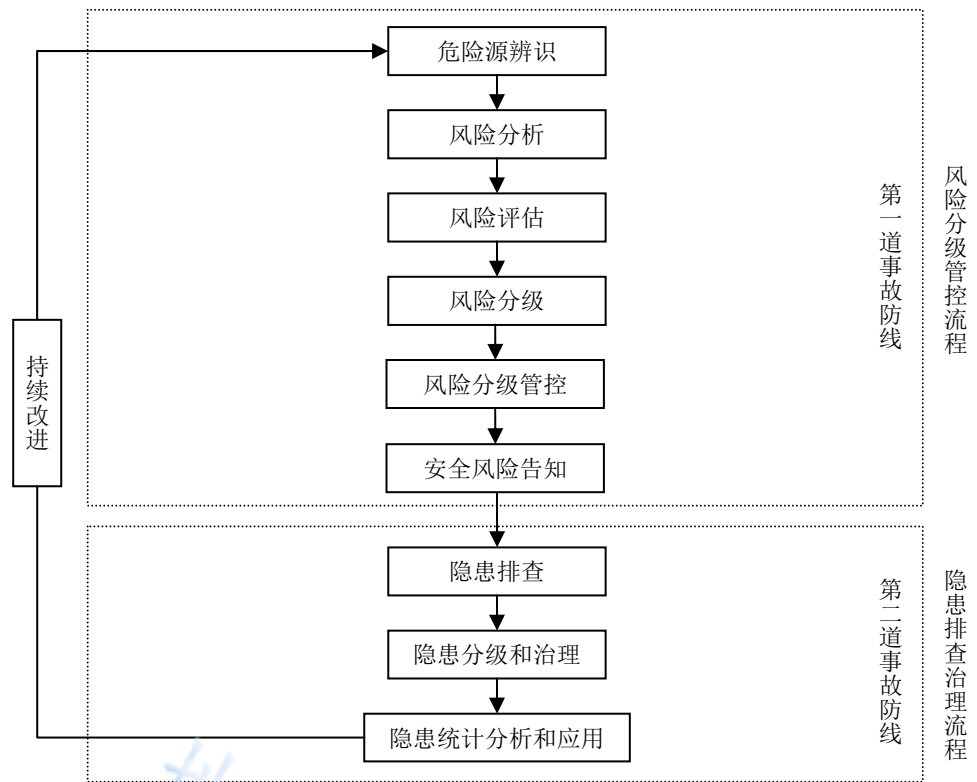 危险源辨识
风险分析
风险评估
风险分级
风险分级管控
安全风险告知
第一道事故防线
风险分级管控流程
持续改进
隐患排查
隐患分级和治理
隐患统计分析和应用
第二道事故防线
隐患排查治理流程